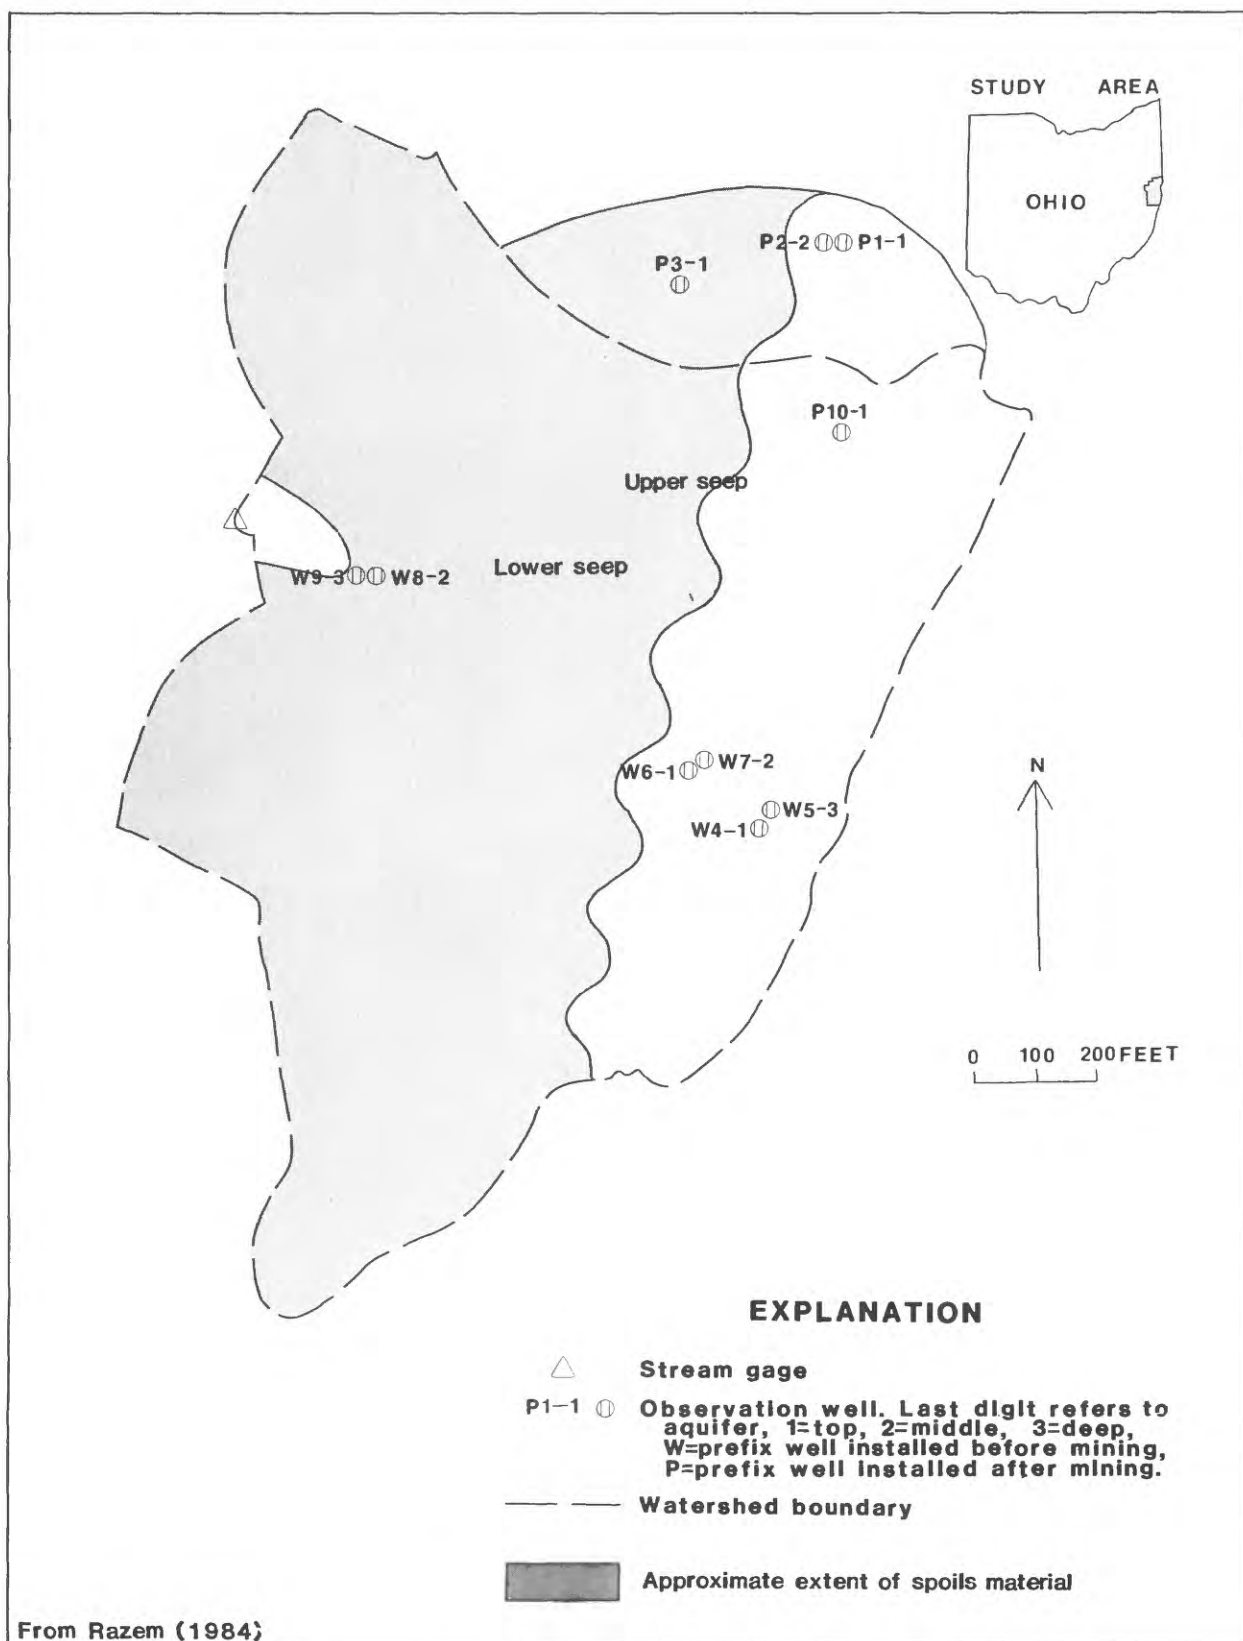 STUDY AREA
OHIO
P2-2 P1-1
P3-1
P10-1
Upper seep
Lower seep
W9-3 W8-2
W7-2
W6-1
W5-3
W4-1
N
0 100 200 FEET
EXPLANATION
Stream gage
P1-1 Observation well. Last digit refers to
aquifer, 1=top, 2=middle, 3=deep,
W=prefix well installed before mining,
P=prefix well installed after mining.
Watershed boundary
Approximate extent of spoils material
From Razem (1984)